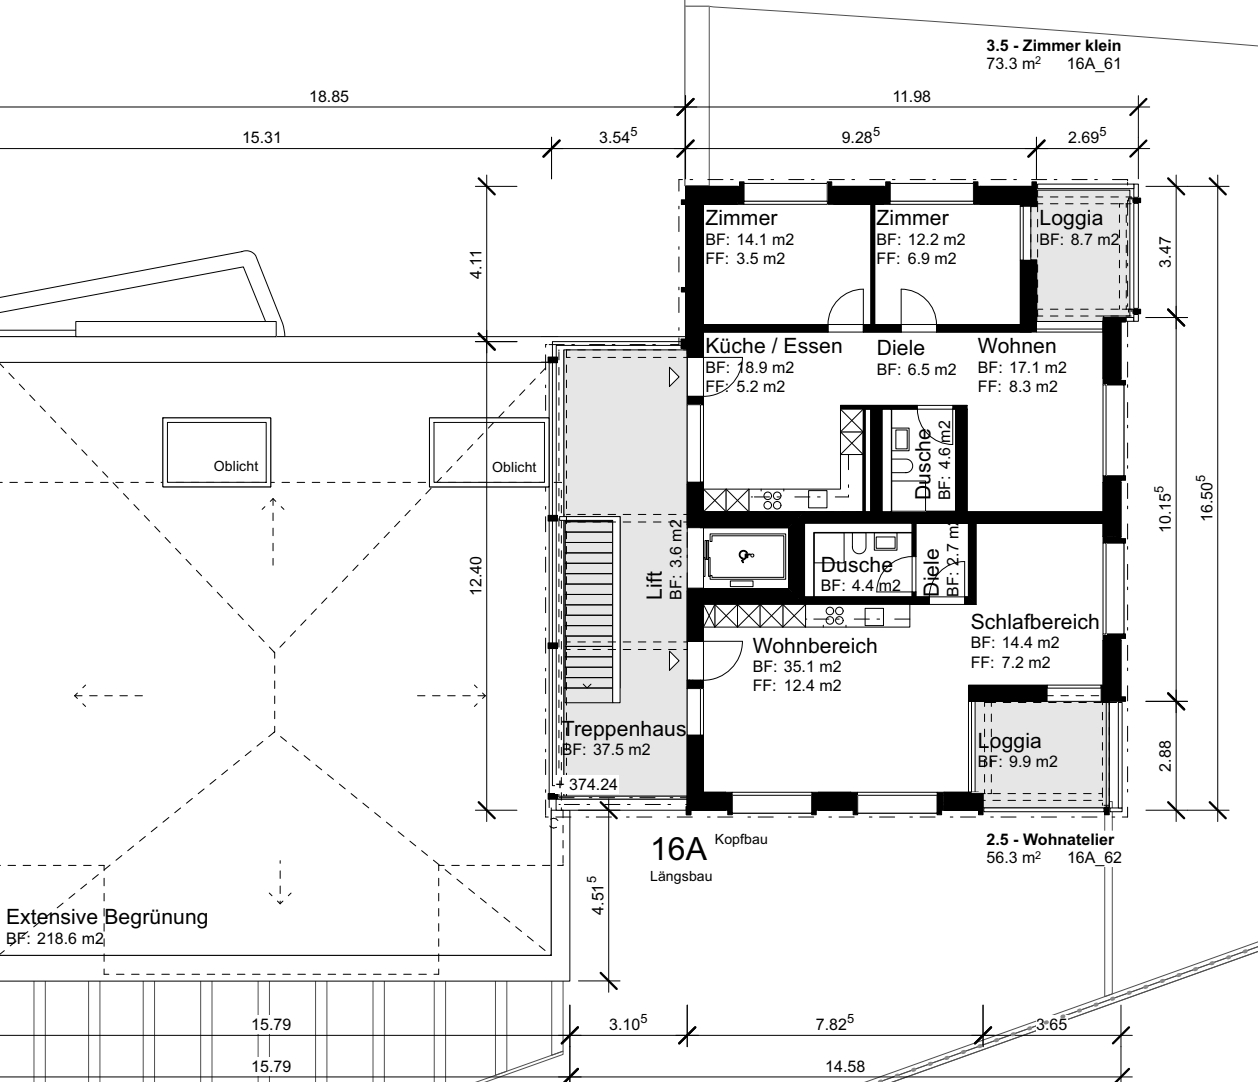 3.5 - Zimmer klein
73.3 m² 16A_61
18.85
11.98
15.31
3.54⁵
9.28⁵
2.69⁵
Zimmer
BF: 14.1 m2
FF: 3.5 m2
Zimmer
BF: 12.2 m2
FF: 6.9 m2
Loggia
BF: 8.7 m2
4.11
3.47
Küche / Essen
BF: 18.9 m2
FF: 5.2 m2
Diele
BF: 6.5 m2
Wohnen
BF: 17.1 m2
FF: 8.3 m2
Oblicht
Oblicht
Dusche
BF: 4.6 m2
10.15⁵
16.50⁵
12.40
Lift
BF: 3.6 m2
Dusche
BF: 4.4 m2
Diele
BF: 2.7 m2
Schlafbereich
BF: 14.4 m2
FF: 7.2 m2
Wohnbereich
BF: 35.1 m2
FF: 12.4 m2
Treppenhaus
BF: 37.5 m2
+ 374.24
Loggia
BF: 9.9 m2
2.88
16A Kopfbau
Längsbau
2.5 - Wohnatelier
56.3 m² 16A_62
4.51⁵
Extensive Begrünung
BF: 218.6 m2
15.79
3.10⁵
7.82⁵
3.65
15.79
14.58